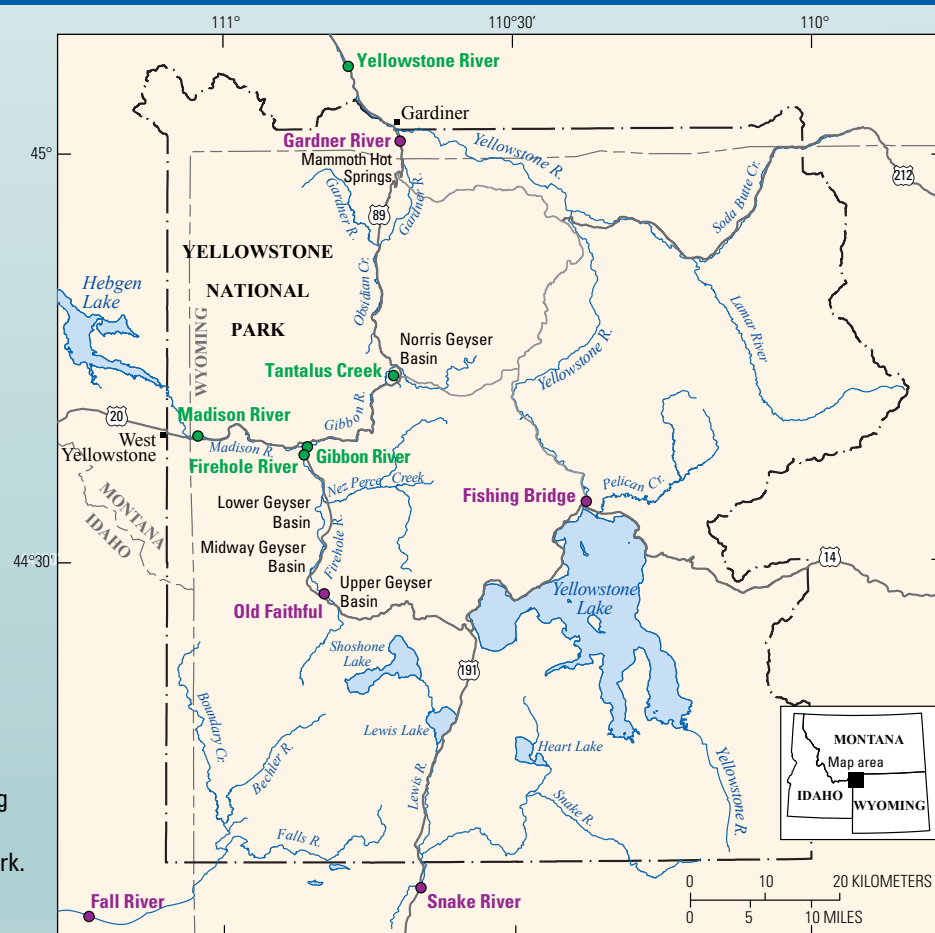 111°
110°30'
110°
Yellowstone River
Gardiner
Gardner River
Yellowstone R.
45°
Mammoth Hot
Springs
212
Gardner R.
Gardner R.
Soda Butte Cr.
89
YELLOWSTONE
NATIONAL
PARK
Hebgen
Lake
Obsidian Cr.
Lamar River
WYOMING
Norris Geyser
Basin
Yellowstone R.
Tantalus Creek
20
Madison River
Gibbon R.
West
Yellowstone
Madison R.
Firehole River
Gibbon River
Nez Perce Creek
Pelican Cr.
Fishing Bridge
MONTANA
IDAHO
Lower Geyser
Basin
Firehole R.
Midway Geyser
Basin
44°30'
14
Upper Geyser
Basin
Old Faithful
Yellowstone
Lake
Shoshone
Lake
191
Boundary Cr.
Lewis Lake
Heart Lake
Bechler R.
Yellowstone R.
MONTANA
Map area
IDAHO
WYOMING
Lewis R.
Snake R.
g
Falls R.
rk.
Fall River
Snake River
0 10 20 KILOMETERS
0 5 10 MILES